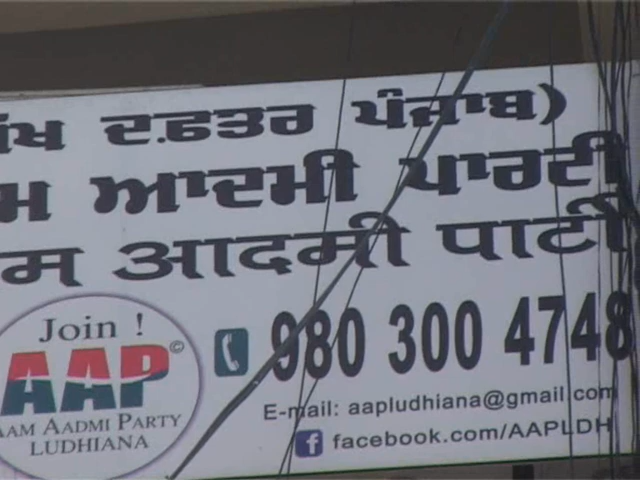 ੱਖ ਦਫ਼ਤਰ ਪੰਜਾਬ)
ਮ ਆਦਮੀ ਪਾਰਟੀ
म आदमी पार्टी
Join !
AAP©
AAM AADMI PARTY
LUDHIANA
980 300 4748
E-mail: aapludhiana@gmail.com
facebook.com/AAPLDH